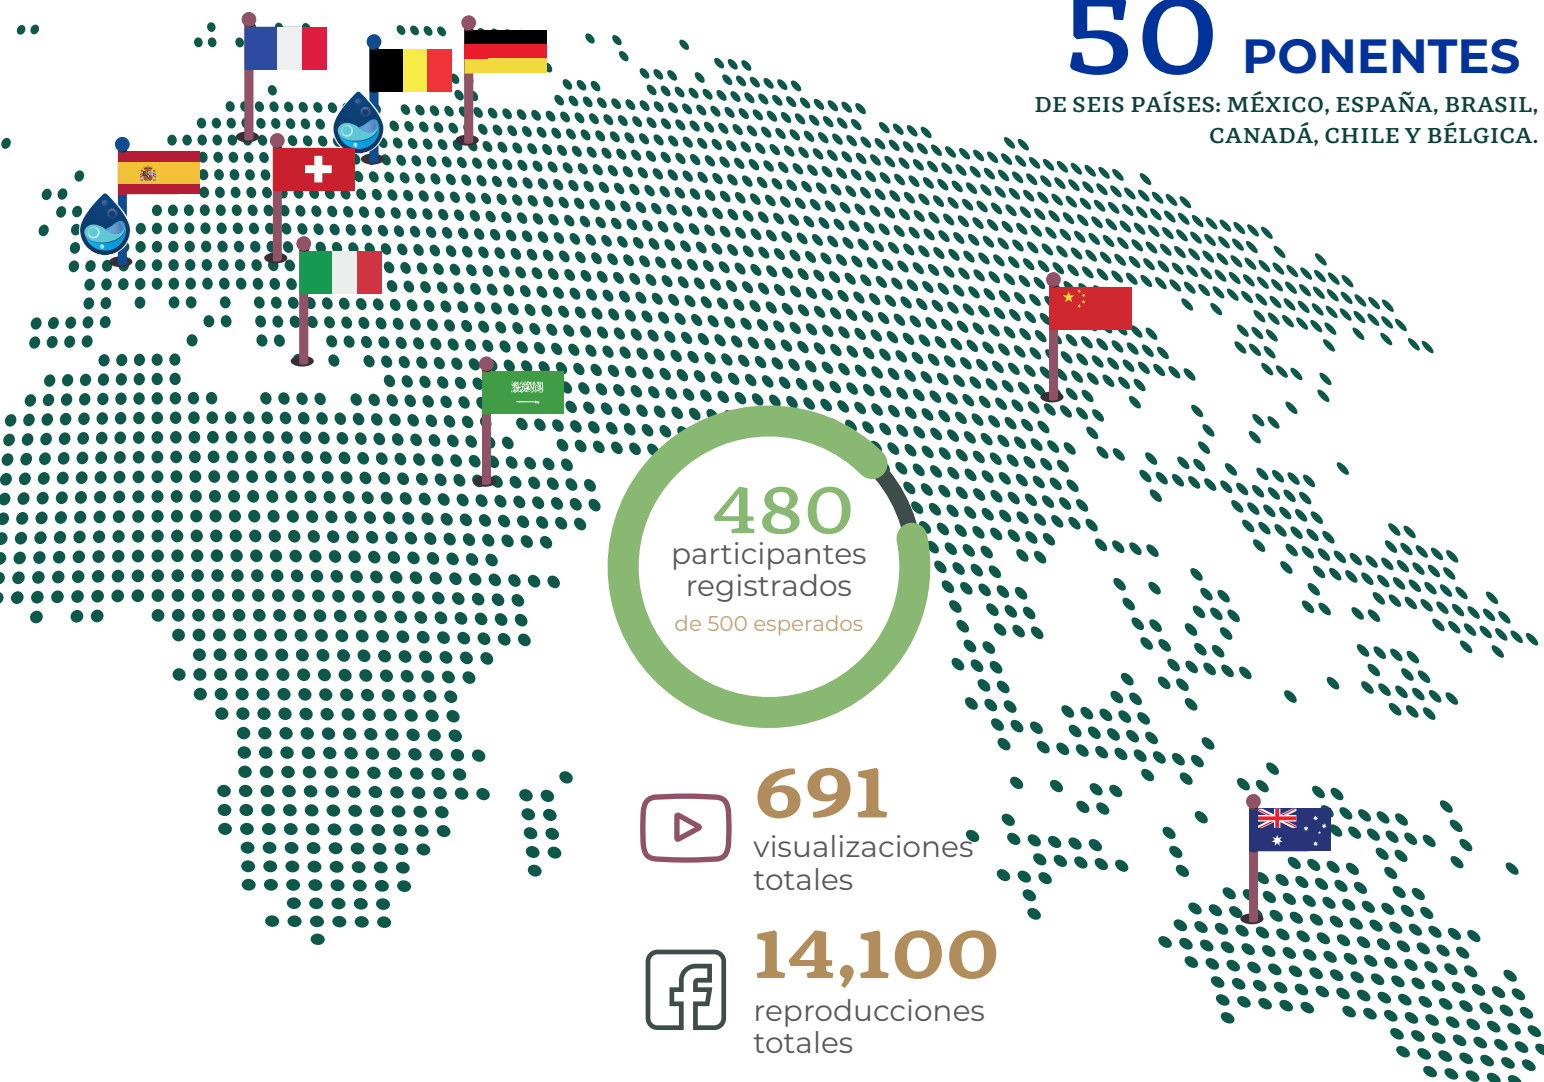 50 PONENTES
DE SEIS PAÍSES: MÉXICO, ESPAÑA, BRASIL,
CANADÁ, CHILE Y BÉLGICA.
480
participantes
registrados
de 500 esperados
691
visualizaciones
totales
14,100
reproducciones
totales